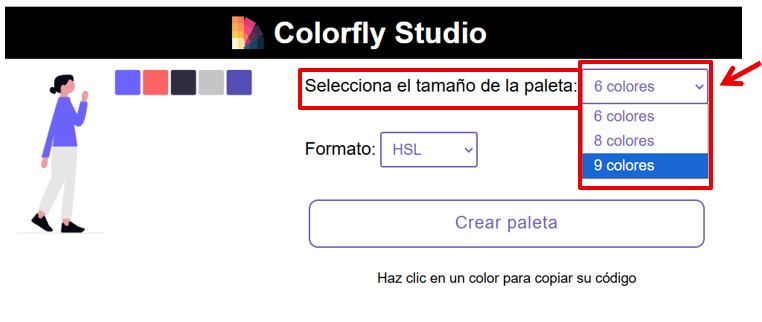 Colorfly Studio
Selecciona el tamaño de la paleta: 6 colores
6 colores
8 colores
9 colores
Formato: HSL
Crear paleta
Haz clic en un color para copiar su código